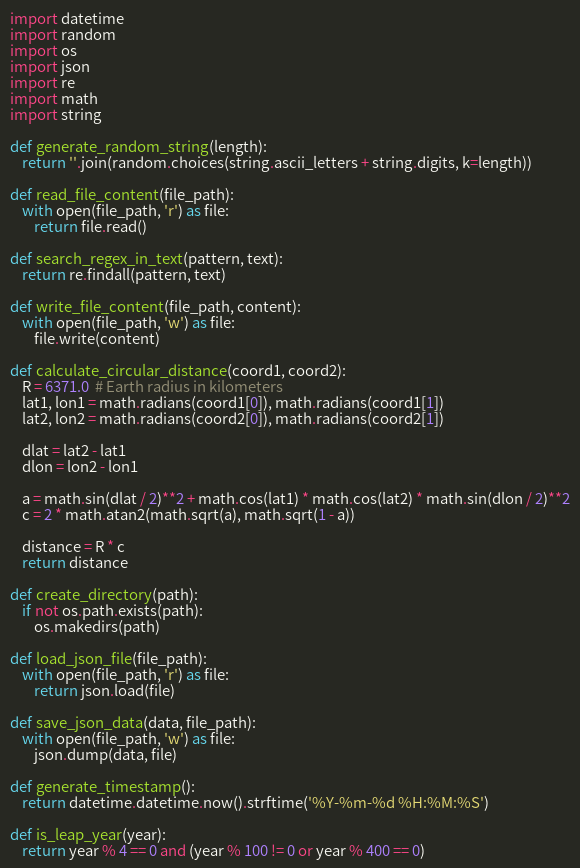 import datetime
import random
import os
import json
import re
import math
import string

def generate_random_string(length):
    return ''.join(random.choices(string.ascii_letters + string.digits, k=length))

def read_file_content(file_path):
    with open(file_path, 'r') as file:
        return file.read()

def search_regex_in_text(pattern, text):
    return re.findall(pattern, text)

def write_file_content(file_path, content):
    with open(file_path, 'w') as file:
        file.write(content)

def calculate_circular_distance(coord1, coord2):
    R = 6371.0  # Earth radius in kilometers
    lat1, lon1 = math.radians(coord1[0]), math.radians(coord1[1])
    lat2, lon2 = math.radians(coord2[0]), math.radians(coord2[1])

    dlat = lat2 - lat1
    dlon = lon2 - lon1

    a = math.sin(dlat / 2)**2 + math.cos(lat1) * math.cos(lat2) * math.sin(dlon / 2)**2
    c = 2 * math.atan2(math.sqrt(a), math.sqrt(1 - a))

    distance = R * c
    return distance

def create_directory(path):
    if not os.path.exists(path):
        os.makedirs(path)

def load_json_file(file_path):
    with open(file_path, 'r') as file:
        return json.load(file)

def save_json_data(data, file_path):
    with open(file_path, 'w') as file:
        json.dump(data, file)

def generate_timestamp():
    return datetime.datetime.now().strftime('%Y-%m-%d %H:%M:%S')

def is_leap_year(year):
    return year % 4 == 0 and (year % 100 != 0 or year % 400 == 0)